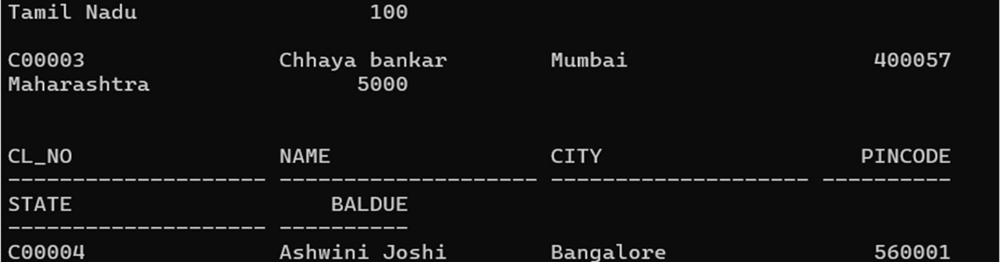 Tamil Nadu                  100
C00003               Chhaya bankar        Mumbai                   400057
Maharashtra                5000
CL_NO                NAME                 CITY                    PINCODE
-------------------- -------------------- -------------------- ----------
STATE                    BALDUE
-------------------- ----------
C00004               Ashwini Joshi        Bangalore                560001